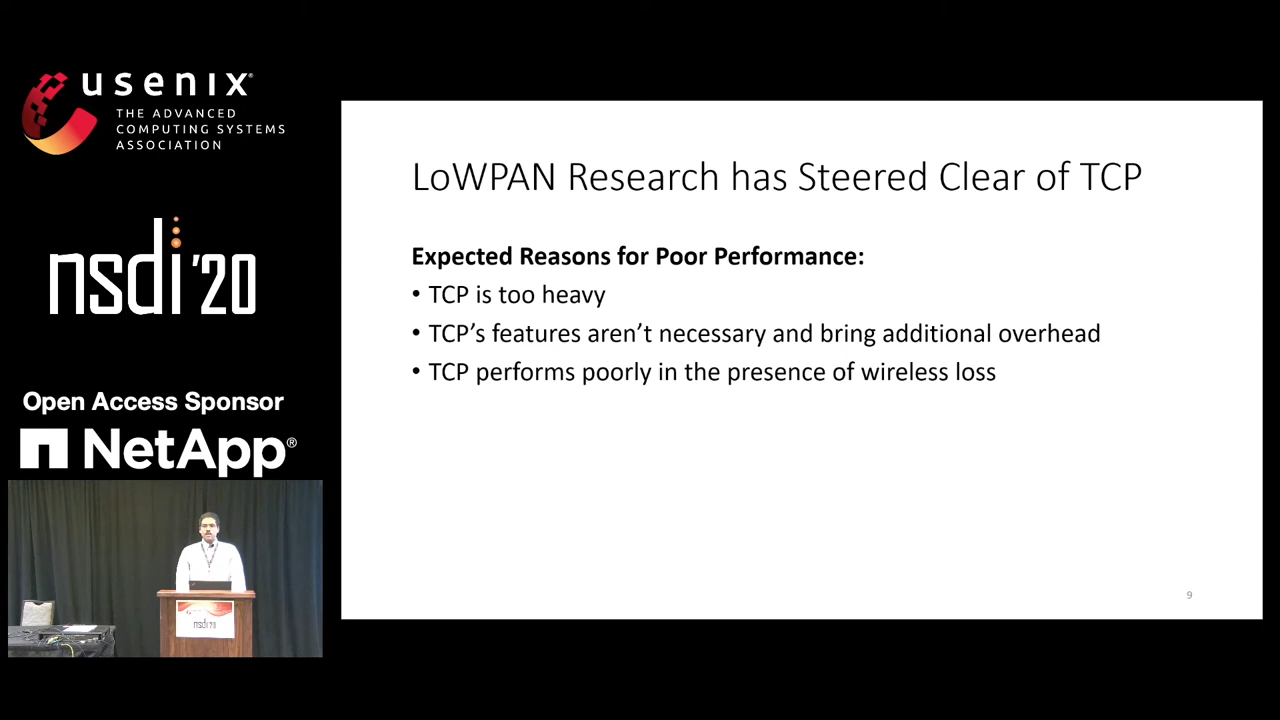 usenix®
THE ADVANCED
COMPUTING SYSTEMS
ASSOCIATION
nsdi '20
Open Access Sponsor
NetApp®
nsdi '20
LoWPAN Research has Steered Clear of TCP
Expected Reasons for Poor Performance:
• TCP is too heavy
• TCP's features aren't necessary and bring additional overhead
• TCP performs poorly in the presence of wireless loss
9